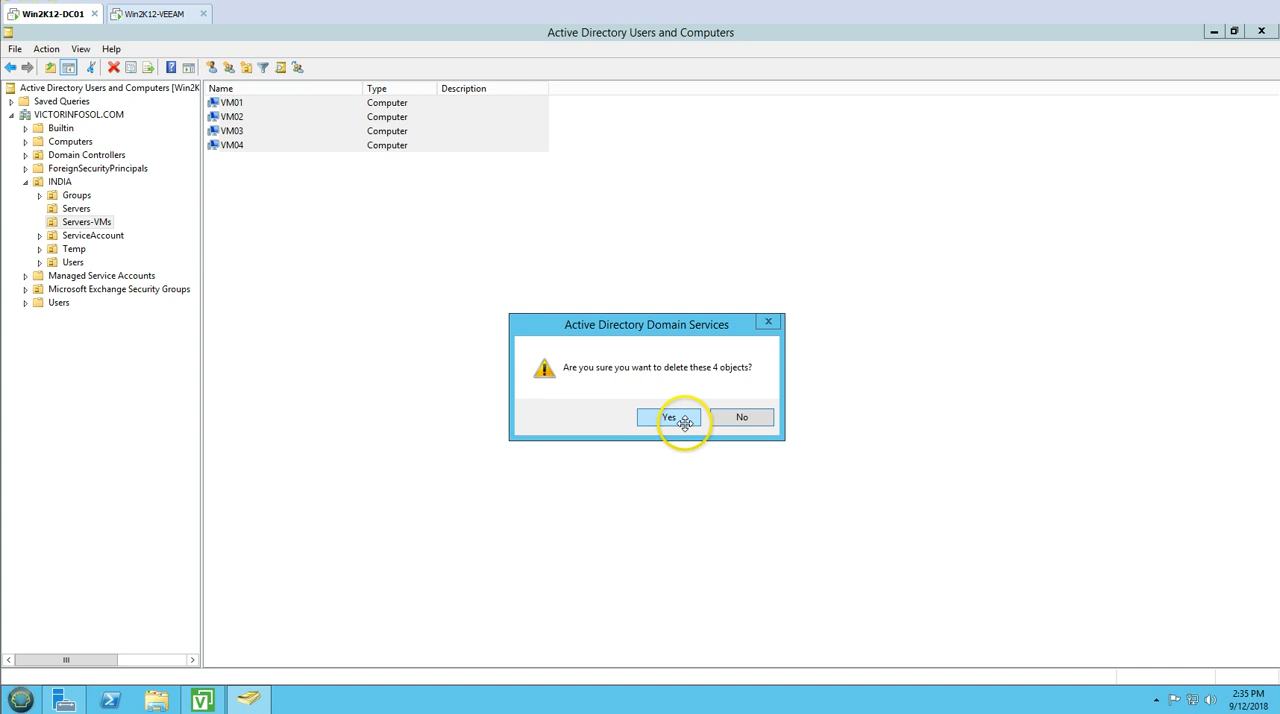 Win2K12-DC01
Win2K12-VEEAM
Active Directory Users and Computers
File Action View Help
Active Directory Users and Computers [Win2K
Saved Queries
VICTORINFOSOL.COM
Builtin
Computers
Domain Controllers
ForeignSecurityPrincipals
INDIA
Groups
Servers
Servers-VMs
ServiceAccount
Temp
Users
Managed Service Accounts
Microsoft Exchange Security Groups
Users
Name Type Description
VM01 Computer
VM02 Computer
VM03 Computer
VM04 Computer
Active Directory Domain Services
Are you sure you want to delete these 4 objects?
Yes No
2:35 PM
9/12/2018